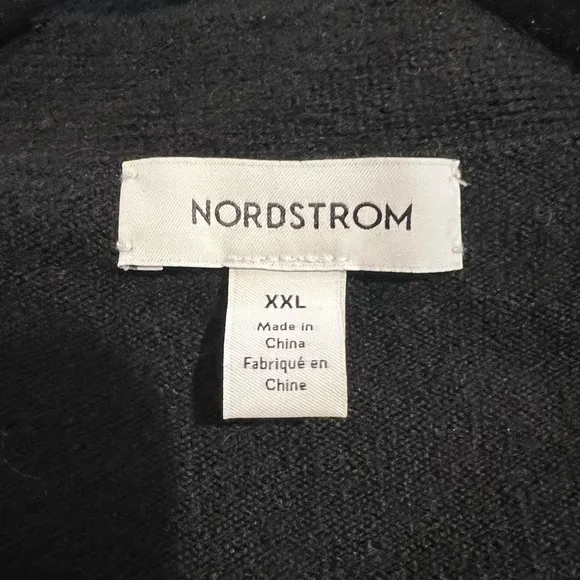 NORDSTROM
XXL
Made in
China
Fabriqué en
Chine